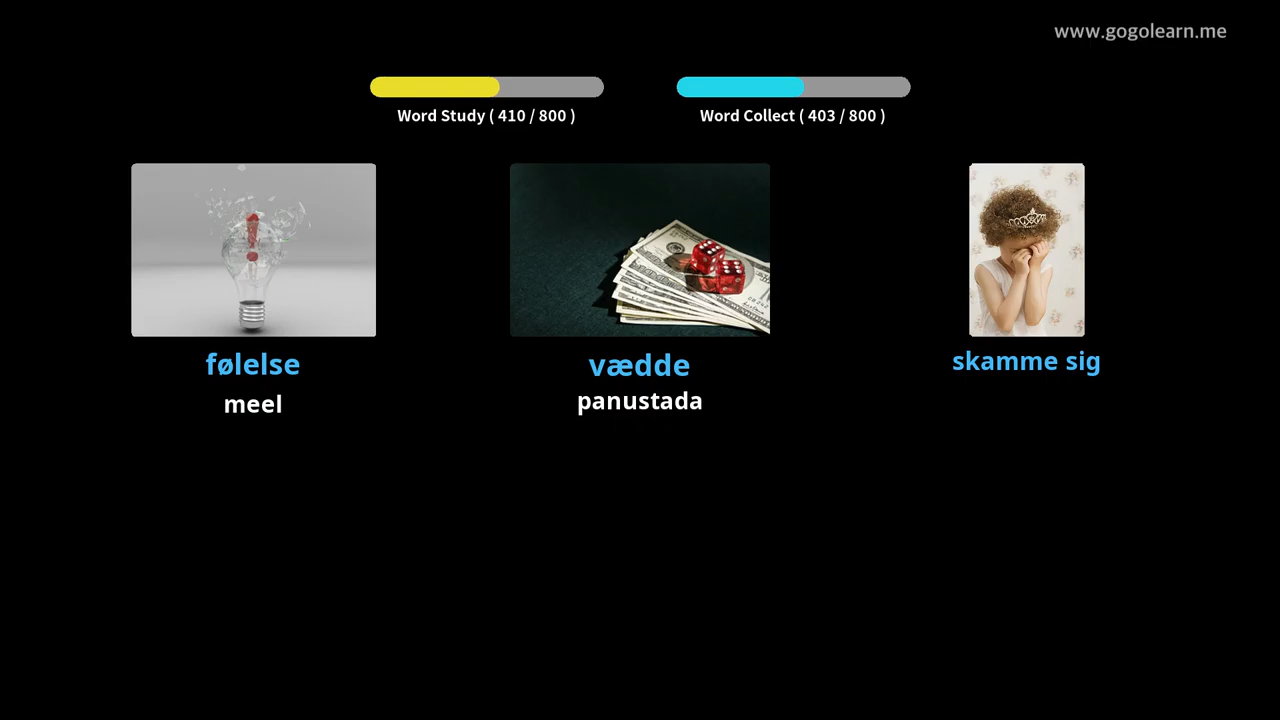 www.gogolearn.me
Word Study ( 410 / 800 )
Word Collect ( 403 / 800 )
følelse
vædde
skamme sig
meel
panustada